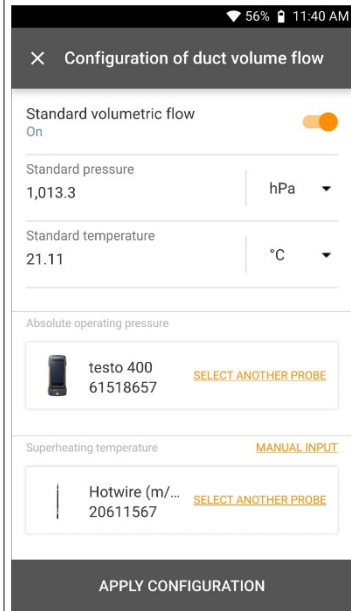 56% 11:40 AM
Configuration of duct volume flow
Standard volumetric flow
On
Standard pressure
1,013.3 hPa
Standard temperature
21.11 °C
Absolute operating pressure
testo 400
61518657
SELECT ANOTHER PROBE
Superheating temperature MANUAL INPUT
Hotwire (m/...
20611567
SELECT ANOTHER PROBE
APPLY CONFIGURATION